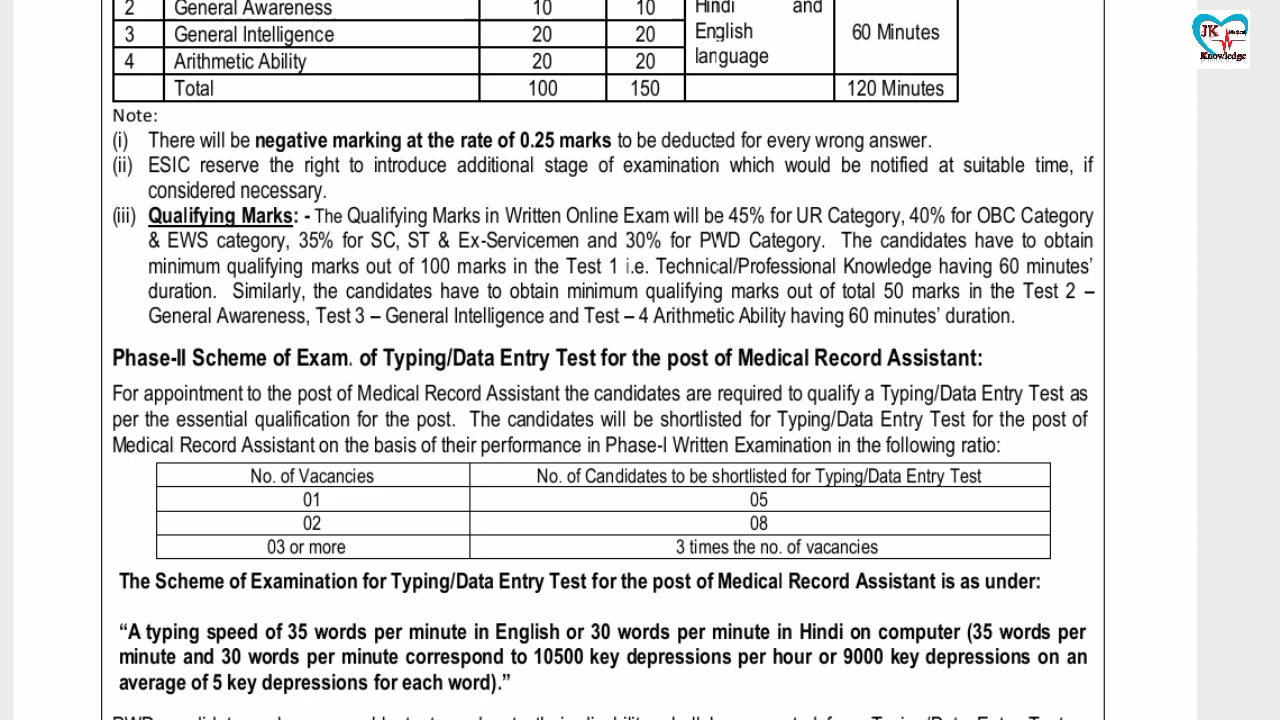 2 General Awareness 10 10 Hindi and
3 General Intelligence 20 20 English 60 Minutes
4 Arithmetic Ability 20 20 language
Total 100 150 120 Minutes
JK
Knowledge
Note:
(i) There will be negative marking at the rate of 0.25 marks to be deducted for every wrong answer.
(ii) ESIC reserve the right to introduce additional stage of examination which would be notified at suitable time, if
considered necessary.
(iii) Qualifying Marks: - The Qualifying Marks in Written Online Exam will be 45% for UR Category, 40% for OBC Category
& EWS category, 35% for SC, ST & Ex-Servicemen and 30% for PWD Category. The candidates have to obtain
minimum qualifying marks out of 100 marks in the Test 1 i.e. Technical/Professional Knowledge having 60 minutes’
duration. Similarly, the candidates have to obtain minimum qualifying marks out of total 50 marks in the Test 2 –
General Awareness, Test 3 – General Intelligence and Test – 4 Arithmetic Ability having 60 minutes’ duration.
Phase-II Scheme of Exam. of Typing/Data Entry Test for the post of Medical Record Assistant:
For appointment to the post of Medical Record Assistant the candidates are required to qualify a Typing/Data Entry Test as
per the essential qualification for the post. The candidates will be shortlisted for Typing/Data Entry Test for the post of
Medical Record Assistant on the basis of their performance in Phase-I Written Examination in the following ratio:
No. of Vacancies No. of Candidates to be shortlisted for Typing/Data Entry Test
01 05
02 08
03 or more 3 times the no. of vacancies
The Scheme of Examination for Typing/Data Entry Test for the post of Medical Record Assistant is as under:
“A typing speed of 35 words per minute in English or 30 words per minute in Hindi on computer (35 words per
minute and 30 words per minute correspond to 10500 key depressions per hour or 9000 key depressions on an
average of 5 key depressions for each word).”